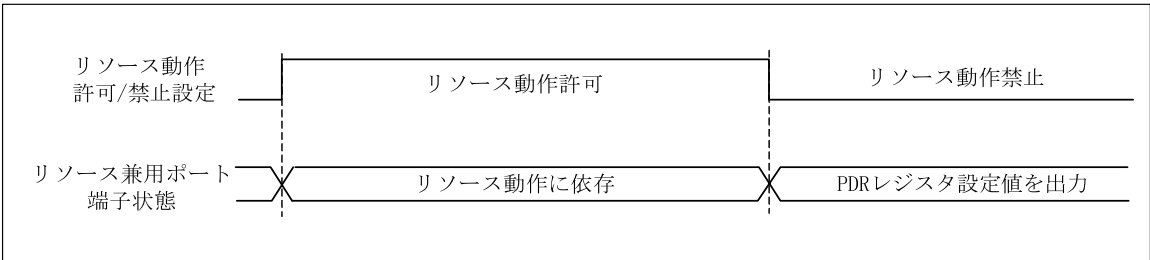 リソース動作
許可/禁止設定
リソース動作許可
リソース動作禁止
リソース兼用ポート
端子状態
リソース動作に依存
PDRレジスタ設定値を出力